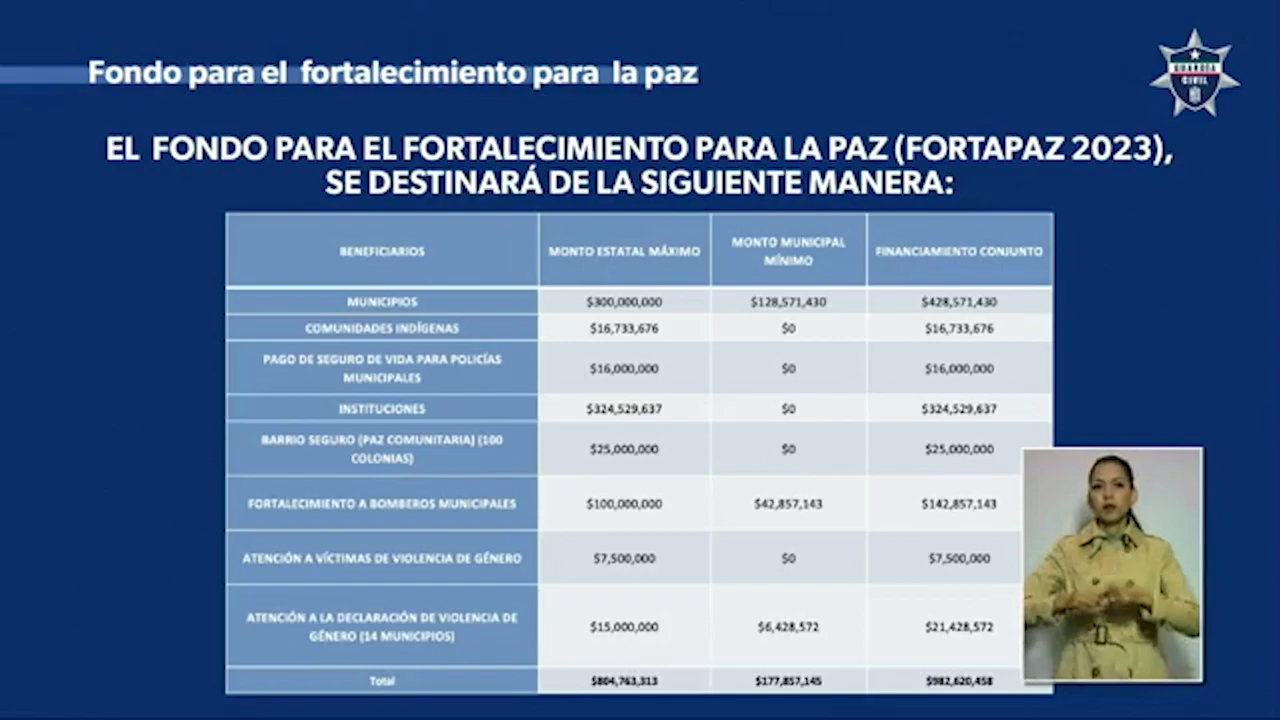 Fondo para el fortalecimiento para la paz
GUARDIA
CIVIL
EL FONDO PARA EL FORTALECIMIENTO PARA LA PAZ (FORTAPAZ 2023),
SE DESTINARÁ DE LA SIGUIENTE MANERA:
BENEFICIARIOS MONTO ESTATAL MÁXIMO MONTO MUNICIPAL MÍNIMO FINANCIAMIENTO CONJUNTO
MUNICIPIOS $300,000,000 $128,571,430 $428,571,430
COMUNIDADES INDÍGENAS $16,733,676 $0 $16,733,676
PAGO DE SEGURO DE VIDA PARA POLICÍAS
MUNICIPALES $16,000,000 $0 $16,000,000
INSTITUCIONES $324,529,637 $0 $324,529,637
BARRIO SEGURO (PAZ COMUNITARIA) (100
COLONIAS) $25,000,000 $0 $25,000,000
FORTALECIMIENTO A BOMBEROS MUNICIPALES $100,000,000 $42,857,143 $142,857,143
ATENCIÓN A VÍCTIMAS DE VIOLENCIA DE GÉNERO $7,500,000 $0 $7,500,000
ATENCIÓN A LA DECLARACIÓN DE VIOLENCIA DE
GÉNERO (14 MUNICIPIOS) $15,000,000 $6,428,572 $21,428,572
Total $804,763,313 $177,857,145 $982,620,458